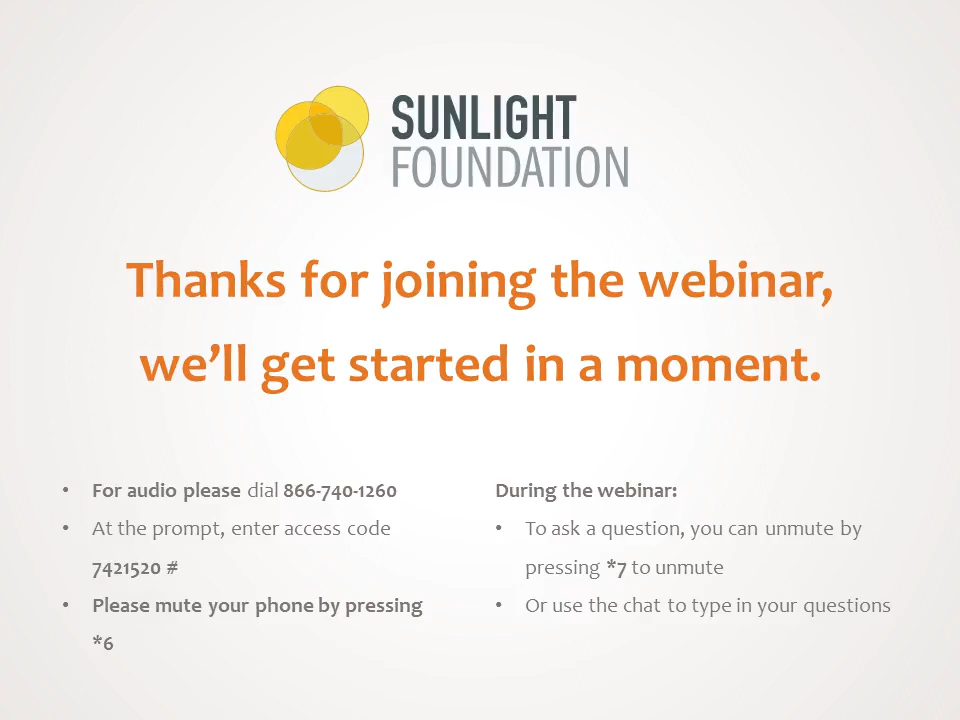 SUNLIGHT
FOUNDATION
Thanks for joining the webinar,
we’ll get started in a moment.
• For audio please dial 866-740-1260
• At the prompt, enter access code
7421520 #
• Please mute your phone by pressing
*6
During the webinar:
• To ask a question, you can unmute by
pressing *7 to unmute
• Or use the chat to type in your questions